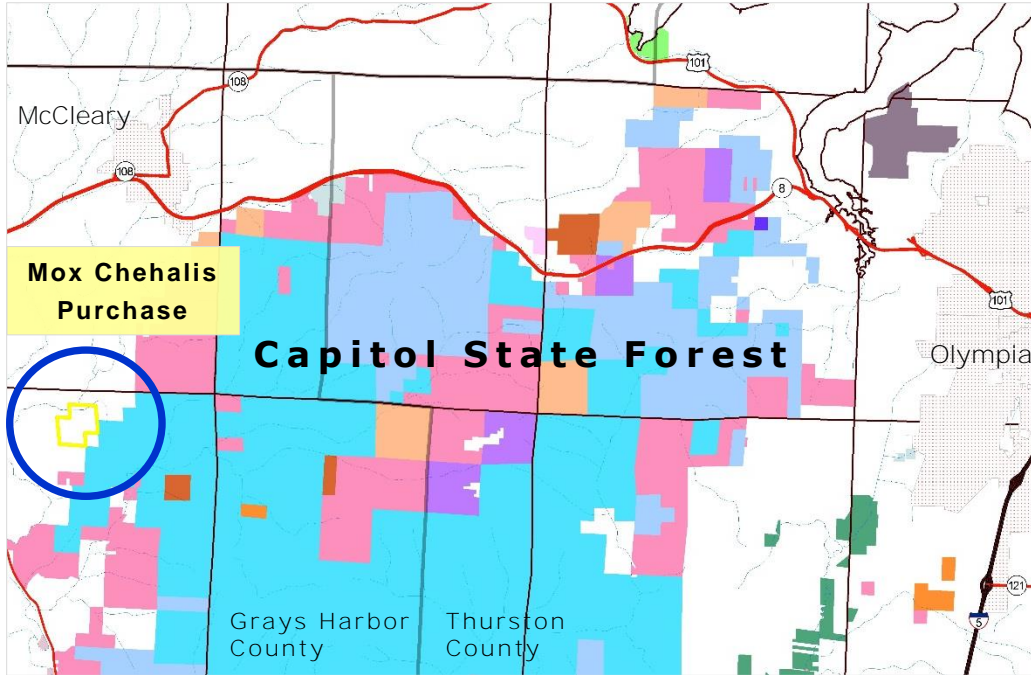 101
108
McCleary
108
8
Mox Chehalis
Purchase
101
Capitol State Forest
Olympia
121
5
Grays Harbor
County
Thurston
County